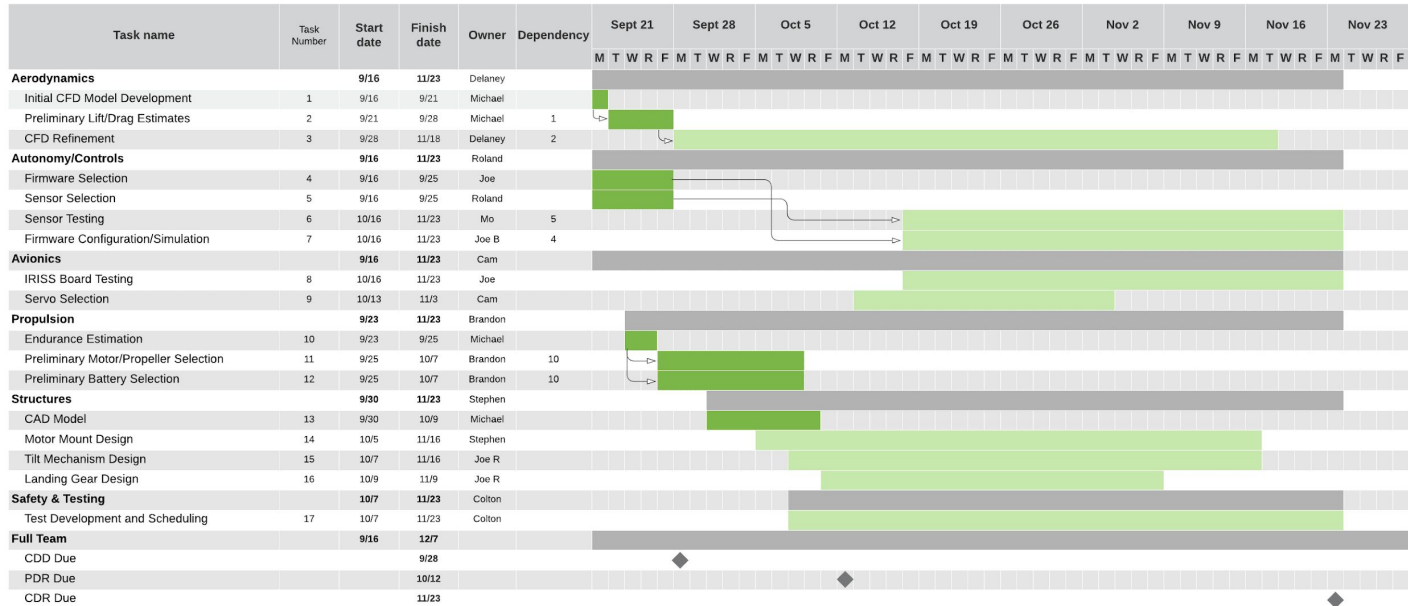 Task name Task Number Start date Finish date Owner Dependency Sept 21 Sept 28 Oct 5 Oct 12 Oct 19 Oct 26 Nov 2 Nov 9 Nov 16 Nov 23
M T W R F M T W R F M T W R F M T W R F M T W R F M T W R F M T W R F M T W R F M T W R F M T W R F
Aerodynamics 9/16 11/23 Delaney
Initial CFD Model Development 1 9/16 9/21 Michael
Preliminary Lift/Drag Estimates 2 9/21 9/28 Michael 1
CFD Refinement 3 9/28 11/18 Delaney 2
Autonomy/Controls 9/16 11/23 Roland
Firmware Selection 4 9/16 9/25 Joe
Sensor Selection 5 9/16 9/25 Roland
Sensor Testing 6 10/16 11/23 Mo 5
Firmware Configuration/Simulation 7 10/16 11/23 Joe B 4
Avionics 9/16 11/23 Cam
IRISS Board Testing 8 10/16 11/23 Joe
Servo Selection 9 10/13 11/3 Cam
Propulsion 9/23 11/23 Brandon
Endurance Estimation 10 9/23 9/25 Michael
Preliminary Motor/Propeller Selection 11 9/25 10/7 Brandon 10
Preliminary Battery Selection 12 9/25 10/7 Brandon 10
Structures 9/30 11/23 Stephen
CAD Model 13 9/30 10/9 Michael
Motor Mount Design 14 10/5 11/16 Stephen
Tilt Mechanism Design 15 10/7 11/16 Joe R
Landing Gear Design 16 10/9 11/9 Joe R
Safety & Testing 10/7 11/23 Colton
Test Development and Scheduling 17 10/7 11/23 Colton
Full Team 9/16 12/7
CDD Due 9/28
PDR Due 10/12
CDR Due 11/23